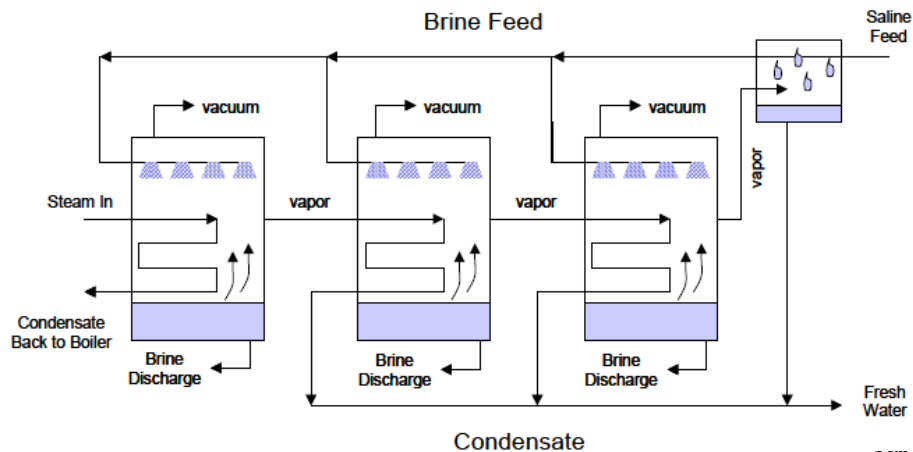 Brine Feed
Saline
Feed
vacuum
vacuum
vacuum
Steam In
vapor
vapor
vapor
Condensate
Back to Boiler
Brine
Discharge
Brine
Discharge
Brine
Discharge
Fresh
Water
Condensate